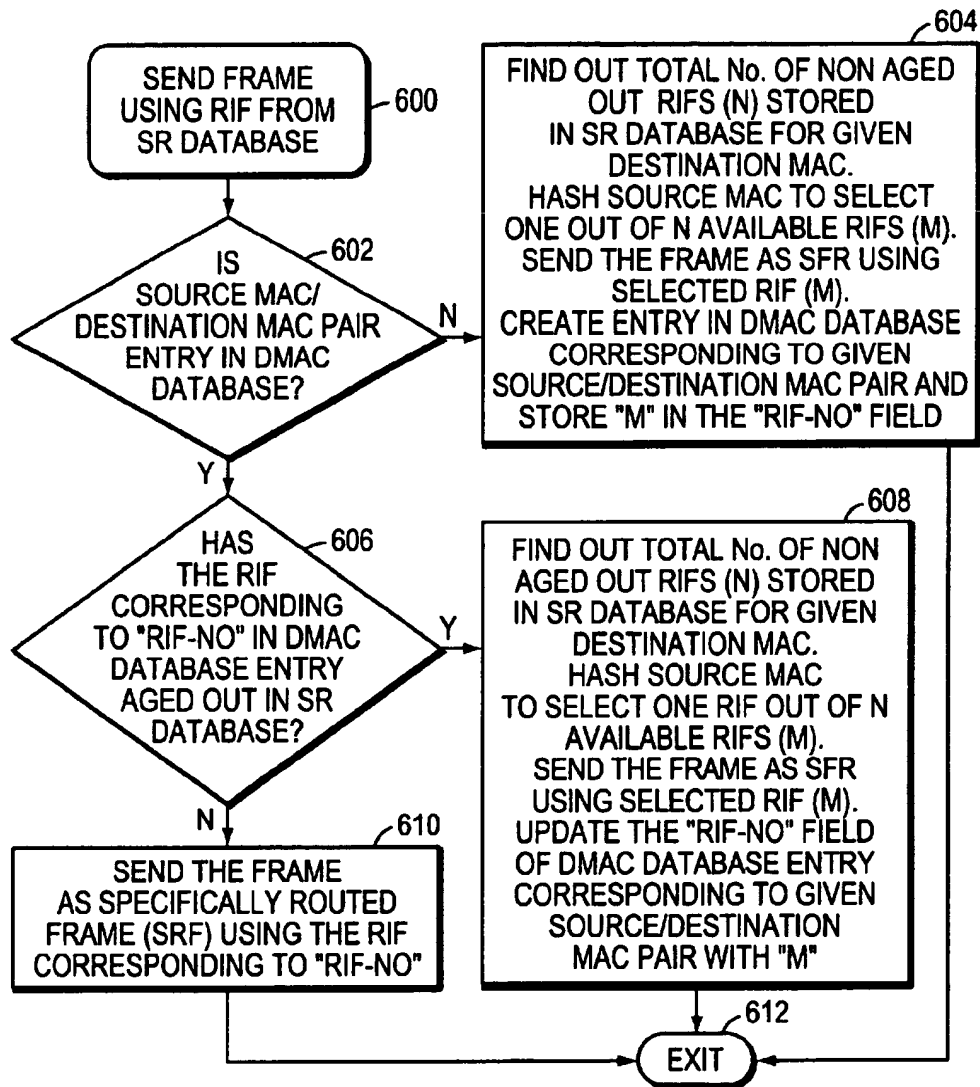 SEND FRAME
USING RIF FROM
SR DATABASE
600
IS
SOURCE MAC/
DESTINATION MAC PAIR
ENTRY IN DMAC
DATABASE?
602
N
Y
604
FIND OUT TOTAL No. OF NON AGED
OUT RIFS (N) STORED
IN SR DATABASE FOR GIVEN
DESTINATION MAC.
HASH SOURCE MAC TO SELECT
ONE OUT OF N AVAILABLE RIFS (M).
SEND THE FRAME AS SFR USING
SELECTED RIF (M).
CREATE ENTRY IN DMAC DATABASE
CORRESPONDING TO GIVEN
SOURCE/DESTINATION MAC PAIR AND
STORE "M" IN THE "RIF-NO" FIELD
HAS
THE RIF
CORRESPONDING
TO "RIF-NO" IN DMAC
DATABASE ENTRY
AGED OUT IN SR
DATABASE?
606
Y
N
608
FIND OUT TOTAL No. OF NON
AGED OUT RIFS (N) STORED
IN SR DATABASE FOR GIVEN
DESTINATION MAC.
HASH SOURCE MAC
TO SELECT ONE RIF OUT OF N
AVAILABLE RIFS (M).
SEND THE FRAME AS SFR
USING SELECTED RIF (M).
UPDATE THE "RIF-NO" FIELD
OF DMAC DATABASE ENTRY
CORRESPONDING TO GIVEN
SOURCE/DESTINATION
MAC PAIR WITH "M"
610
SEND THE FRAME
AS SPECIFICALLY ROUTED
FRAME (SRF) USING THE RIF
CORRESPONDING TO "RIF-NO"
612
EXIT